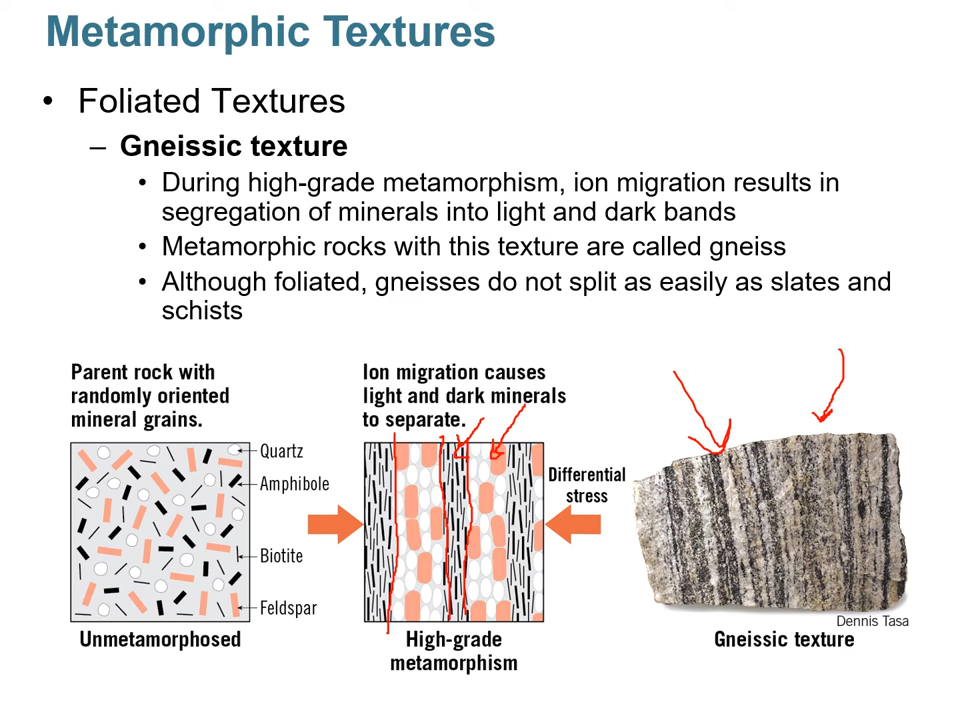 Metamorphic Textures
• Foliated Textures
– Gneissic texture
• During high-grade metamorphism, ion migration results in
segregation of minerals into light and dark bands
• Metamorphic rocks with this texture are called gneiss
• Although foliated, gneisses do not split as easily as slates and
schists
Parent rock with
randomly oriented
mineral grains.
Quartz
Amphibole
Biotite
Feldspar
Unmetamorphosed
Ion migration causes
light and dark minerals
to separate.
Differential
stress
High-grade
metamorphism
Dennis Tasa
Gneissic texture